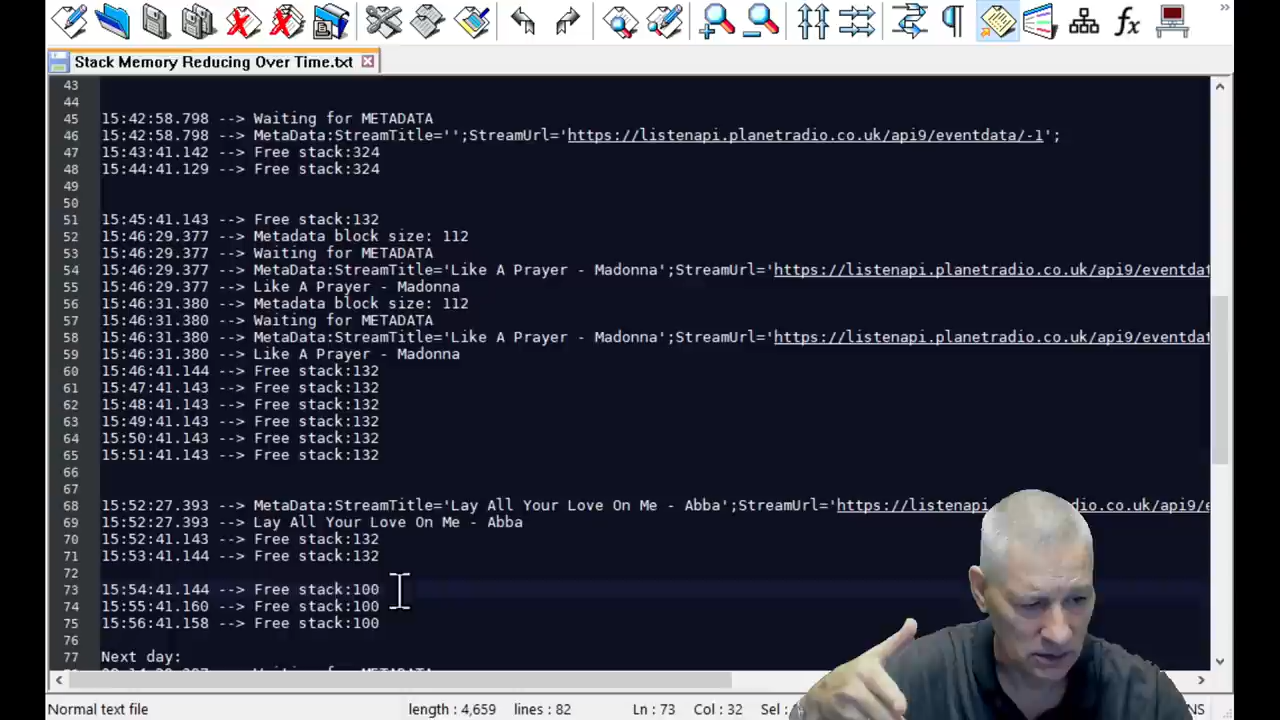 fx
»
Stack Memory Reducing Over Time.txt
43
44
45 15:42:58.798 --> Waiting for METADATA
46 15:42:58.798 --> MetaData:StreamTitle='';StreamUrl='https://listenapi.planetradio.co.uk/api9/eventdata/-1';
47 15:43:41.142 --> Free stack:324
48 15:44:41.129 --> Free stack:324
49
50
51 15:45:41.143 --> Free stack:132
52 15:46:29.377 --> Metadata block size: 112
53 15:46:29.377 --> Waiting for METADATA
54 15:46:29.377 --> MetaData:StreamTitle='Like A Prayer - Madonna';StreamUrl='https://listenapi.planetradio.co.uk/api9/eventdat
55 15:46:29.377 --> Like A Prayer - Madonna
56 15:46:31.380 --> Metadata block size: 112
57 15:46:31.380 --> Waiting for METADATA
58 15:46:31.380 --> MetaData:StreamTitle='Like A Prayer - Madonna';StreamUrl='https://listenapi.planetradio.co.uk/api9/eventdat
59 15:46:31.380 --> Like A Prayer - Madonna
60 15:46:41.144 --> Free stack:132
61 15:47:41.143 --> Free stack:132
62 15:48:41.143 --> Free stack:132
63 15:49:41.143 --> Free stack:132
64 15:50:41.143 --> Free stack:132
65 15:51:41.143 --> Free stack:132
66
67
68 15:52:27.393 --> MetaData:StreamTitle='Lay All Your Love On Me - Abba';StreamUrl='https://listenapi.planetradio.co.uk/api9/e
69 15:52:27.393 --> Lay All Your Love On Me - Abba
70 15:52:41.143 --> Free stack:132
71 15:53:41.144 --> Free stack:132
72
73 15:54:41.144 --> Free stack:100
74 15:55:41.160 --> Free stack:100
75 15:56:41.158 --> Free stack:100
76
77 Next day:
Normal text file length : 4,659 lines : 82 Ln : 73 Col : 32 Sel : NS